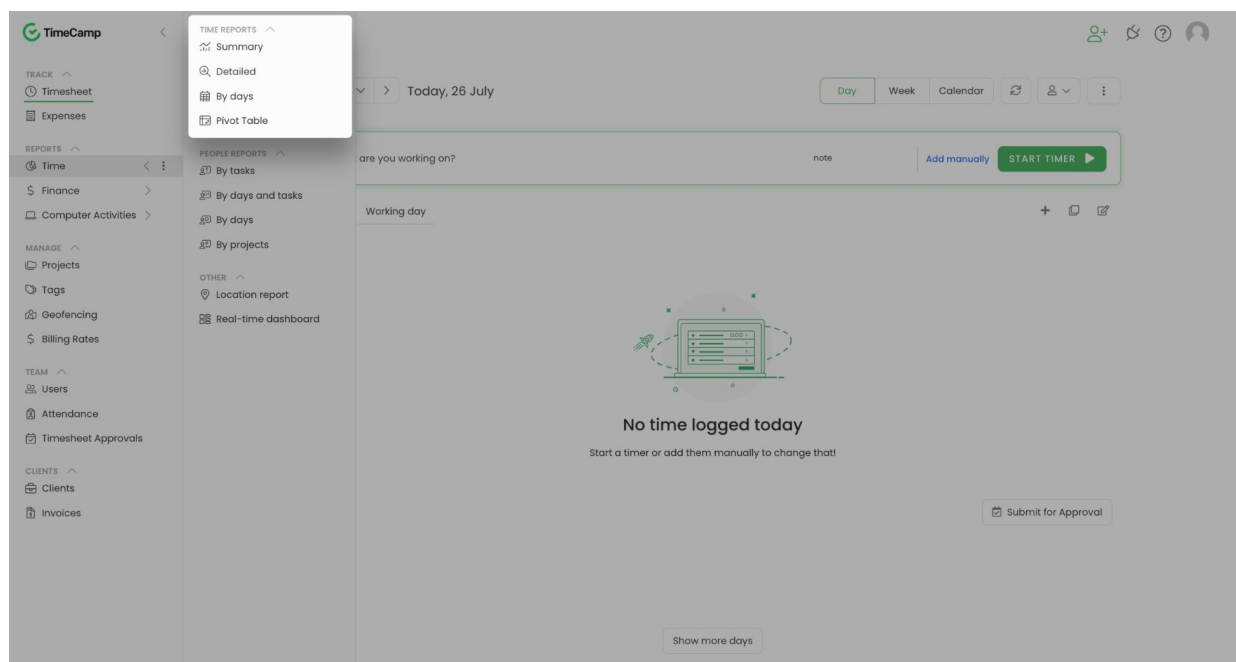 TimeCamp
TRACK
Timesheet
Expenses
REPORTS
Time
Finance
Computer Activities
MANAGE
Projects
Tags
Geofencing
Billing Rates
TEAM
Users
Attendance
Timesheet Approvals
CLIENTS
Clients
Invoices
TIME REPORTS
Summary
Detailed
By days
Pivot Table
PEOPLE REPORTS
By tasks
By days and tasks
By days
By projects
OTHER
Location report
Real-time dashboard
Today, 26 July
Day Week Calendar
are you working on? note Add manually START TIMER
Working day
No time logged today
Start a timer or add them manually to change that!
Submit for Approval
Show more days